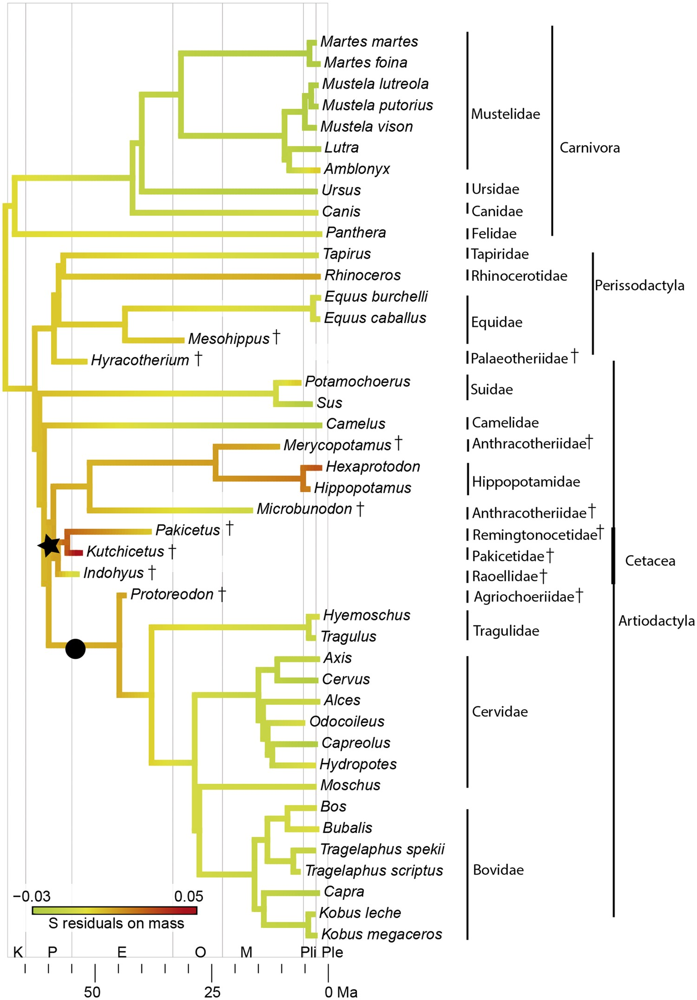 Martes martes
Martes foina
Mustela lutreola
Mustela putorius
Mustela vison
Mustelidae
Lutra
Carnivora
Amblonyx
Ursus
Ursidae
Canis
Canidae
Panthera
Felidae
Tapirus
Tapiridae
Rhinoceros
Rhinocerotidae
Perissodactyla
Equus burchelli
Equus caballus
Equidae
Mesohippus †
Hyracotherium †
Palaeotheriidae †
Potamochoerus
Suidae
Sus
Camelus
Camelidae
Merycopotamus †
Anthracotheriidae†
Hexaprotodon
Hippopotamidae
Hippopotamus
Microbunodon †
Anthracotheriidae†
Pakicetus †
Remingtonocetidae†
Kutchicetus †
Pakicetidae†
Cetacea
Indohyus †
Raoellidae†
Protoreodon †
Agriochoeriidae†
Hyemoschus
Artiodactyla
Tragulus
Tragulidae
Axis
Cervus
Alces
Cervidae
Odocoileus
Capreolus
Hydropotes
Moschus
Bos
Bubalis
Tragelaphus spekii
Tragelaphus scriptus
Bovidae
Capra
−0.03 0.05
Kobus leche
S residuals on mass
Kobus megaceros
K P E O M Pli Ple
50 25 0 Ma